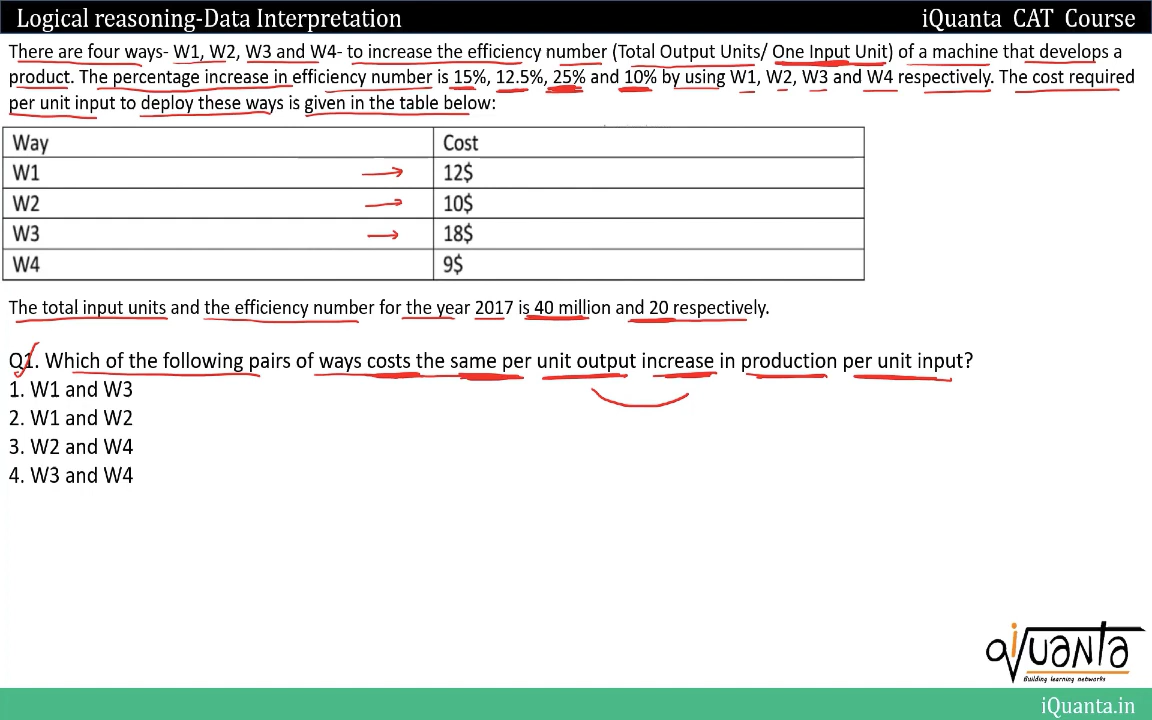 Logical reasoning-Data Interpretation
iQuanta CAT Course
There are four ways- W1, W2, W3 and W4- to increase the efficiency number (Total Output Units/ One Input Unit) of a machine that develops a
product. The percentage increase in efficiency number is 15%, 12.5%, 25% and 10% by using W1, W2, W3 and W4 respectively. The cost required
per unit input to deploy these ways is given in the table below:
Way Cost
W1 12$
W2 10$
W3 18$
W4 9$
The total input units and the efficiency number for the year 2017 is 40 million and 20 respectively.
Q1. Which of the following pairs of ways costs the same per unit output increase in production per unit input?
1. W1 and W3
2. W1 and W2
3. W2 and W4
4. W3 and W4
iQuanta
Building learning networks
iQuanta.in